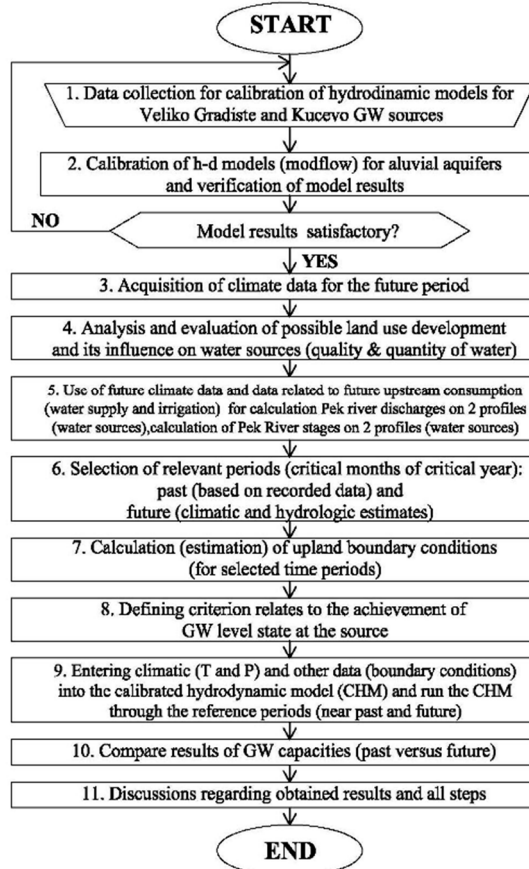 START
1. Data collection for calibration of hydrodinamic models for
Veliko Gradiste and Kucevo GW sources
2. Calibration of h-d models (modflow) for aluvial aquifers
and verification of model results
NO
Model results satisfactory?
YES
3. Acquisition of climate data for the future period
4. Analysis and evaluation of possible land use development
and its influence on water sources (quality & quantity of water)
5. Use of future climate data and data related to future upstream consumption
(water supply and irrigation) for calculation Pek river discharges on 2 profiles
(water sources),calculation of Pek River stages on 2 profiles (water sources)
6. Selection of relevant periods (critical months of critical year):
past (based on recorded data) and
future (climatic and hydrologic estimates)
7. Calculation (estimation) of upland boundary conditions
(for selected time periods)
8. Defining criterion relates to the achievement of
GW level state at the source
9. Entering climatic (T and P) and other data (boundary conditions)
into the calibrated hydrodynamic model (CHM) and run the CHM
through the reference periods (near past and future)
10. Compare results of GW capacities (past versus future)
11. Discussions regarding obtained results and all steps
END